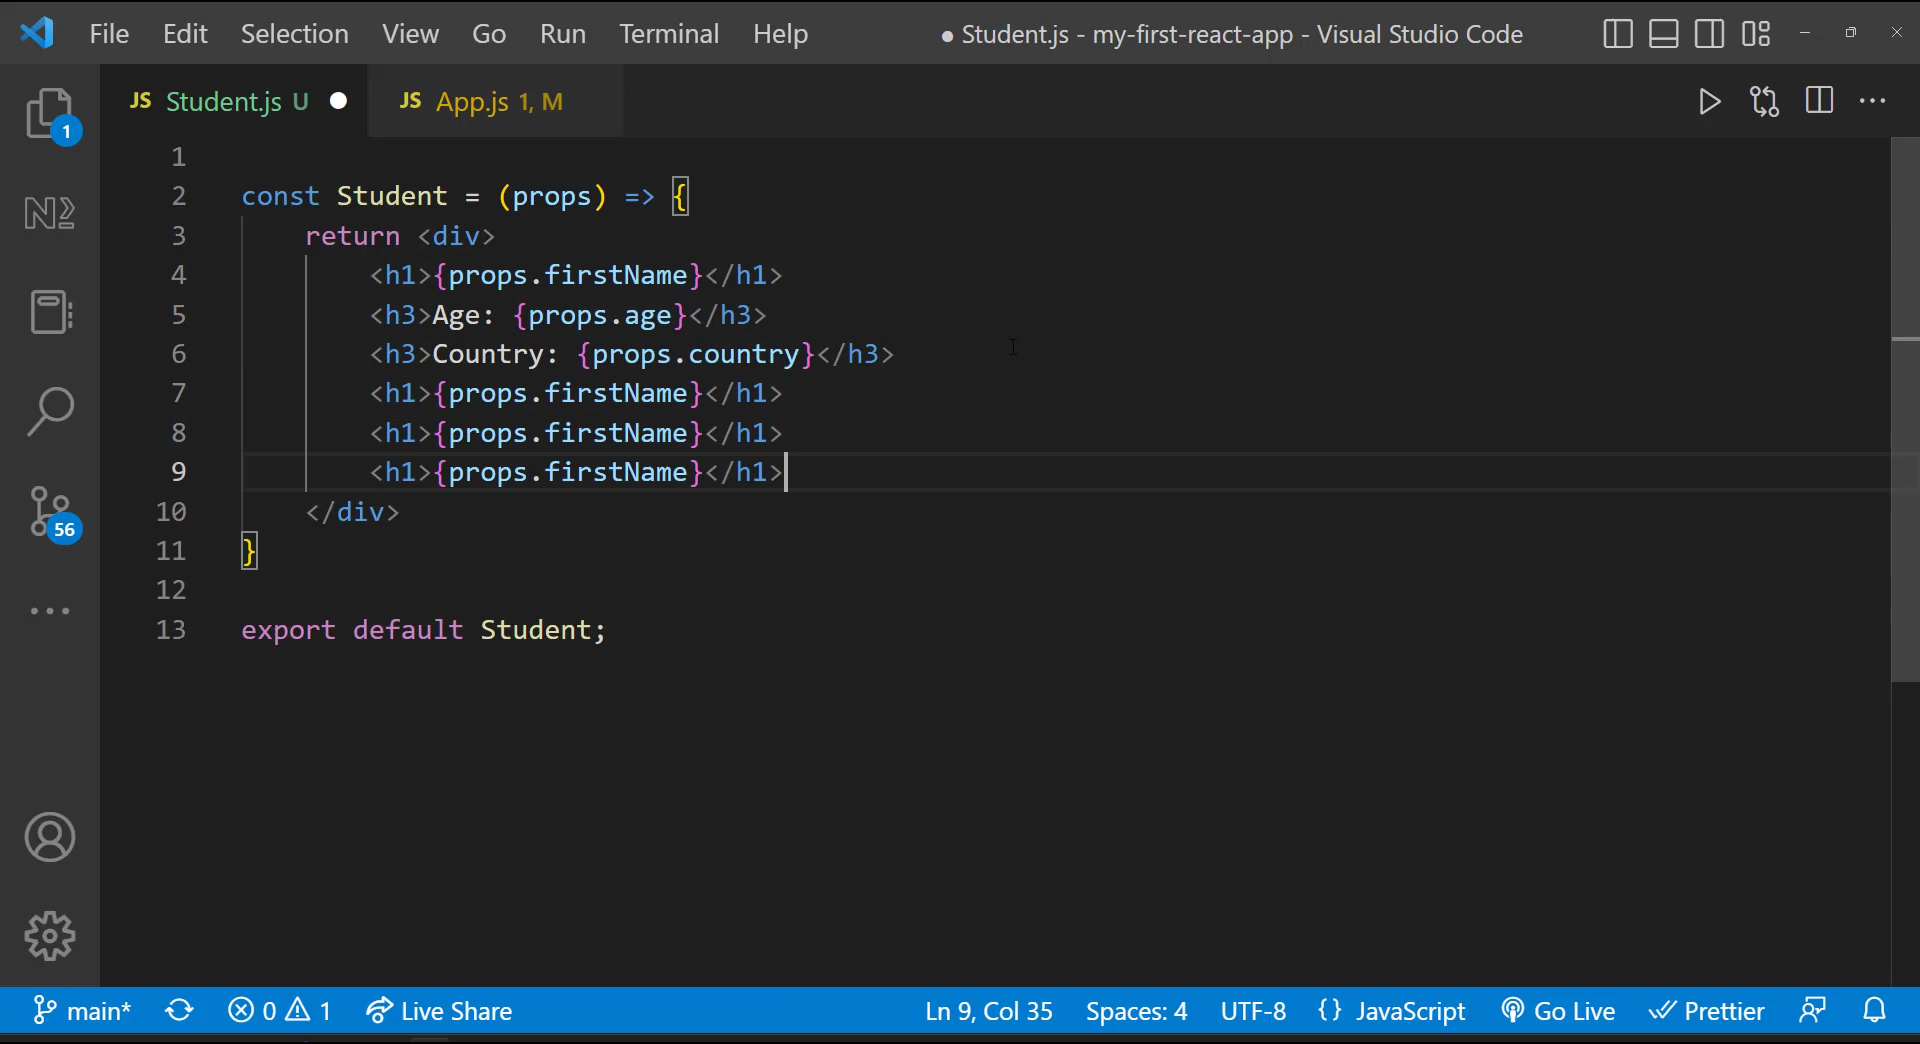 File Edit Selection View Go Run Terminal Help ● Student.js - my-first-react-app - Visual Studio Code
JS Student.js U ● JS App.js 1, M
1
1
2 const Student = (props) => {
3     return <div>
4         <h1>{props.firstName}</h1>
5         <h3>Age: {props.age}</h3>
6         <h3>Country: {props.country}</h3>
7         <h1>{props.firstName}</h1>
8         <h1>{props.firstName}</h1>
9         <h1>{props.firstName}</h1>
10     </div>
11 }
12
13 export default Student;
56
main* 0 1 Live Share Ln 9, Col 35 Spaces: 4 UTF-8 {} JavaScript Go Live Prettier